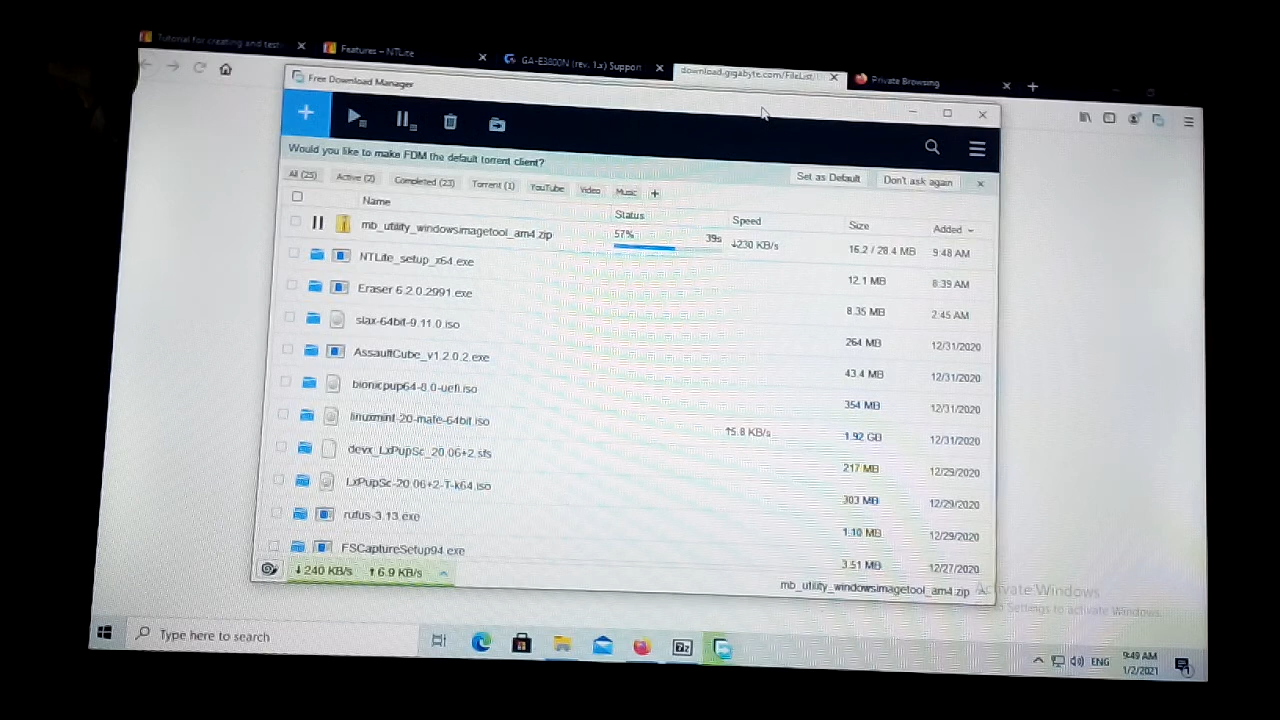 Tutorial for creating and test
Features – NTLite
GA-E3800N (rev. 1.x) Support
download.gigabyte.com/FileList/
Private Browsing
Free Download Manager
Would you like to make FDM the default torrent client?
Set as Default
Don't ask again
All (25)
Active (2)
Completed (23)
Torrent (1)
YouTube
Video
Music
Name Status Speed Size Added
mb_utility_windowsimagetool_am4.zip 57% 39s ↓230 KB/s 16.2 / 28.4 MB 9:48 AM
NTLite_setup_x64.exe 12.1 MB 8:39 AM
Eraser 6.2.0.2991.exe 8.35 MB 2:45 AM
slax-64bit-9.11.0.iso 264 MB 12/31/2020
AssaultCube_v1.2.0.2.exe 43.4 MB 12/31/2020
bionicpup64-8.0-uefi.iso 354 MB 12/31/2020
linuxmint-20-mate-64bit.iso ↑5.8 KB/s 1.92 GB 12/31/2020
devx_LxPupSc_20.06+2.sfs 217 MB 12/29/2020
LxPupSc-20.06+2-T-k64.iso 303 MB 12/29/2020
rufus-3.13.exe 1.10 MB 12/29/2020
FSCaptureSetup94.exe 3.51 MB 12/27/2020
↓240 KB/s ↑6.9 KB/s
mb_utility_windowsimagetool_am4.zip
Activate Windows
Settings to activate Windows.
Type here to search
7z
ENG
9:49 AM
1/2/2021
1